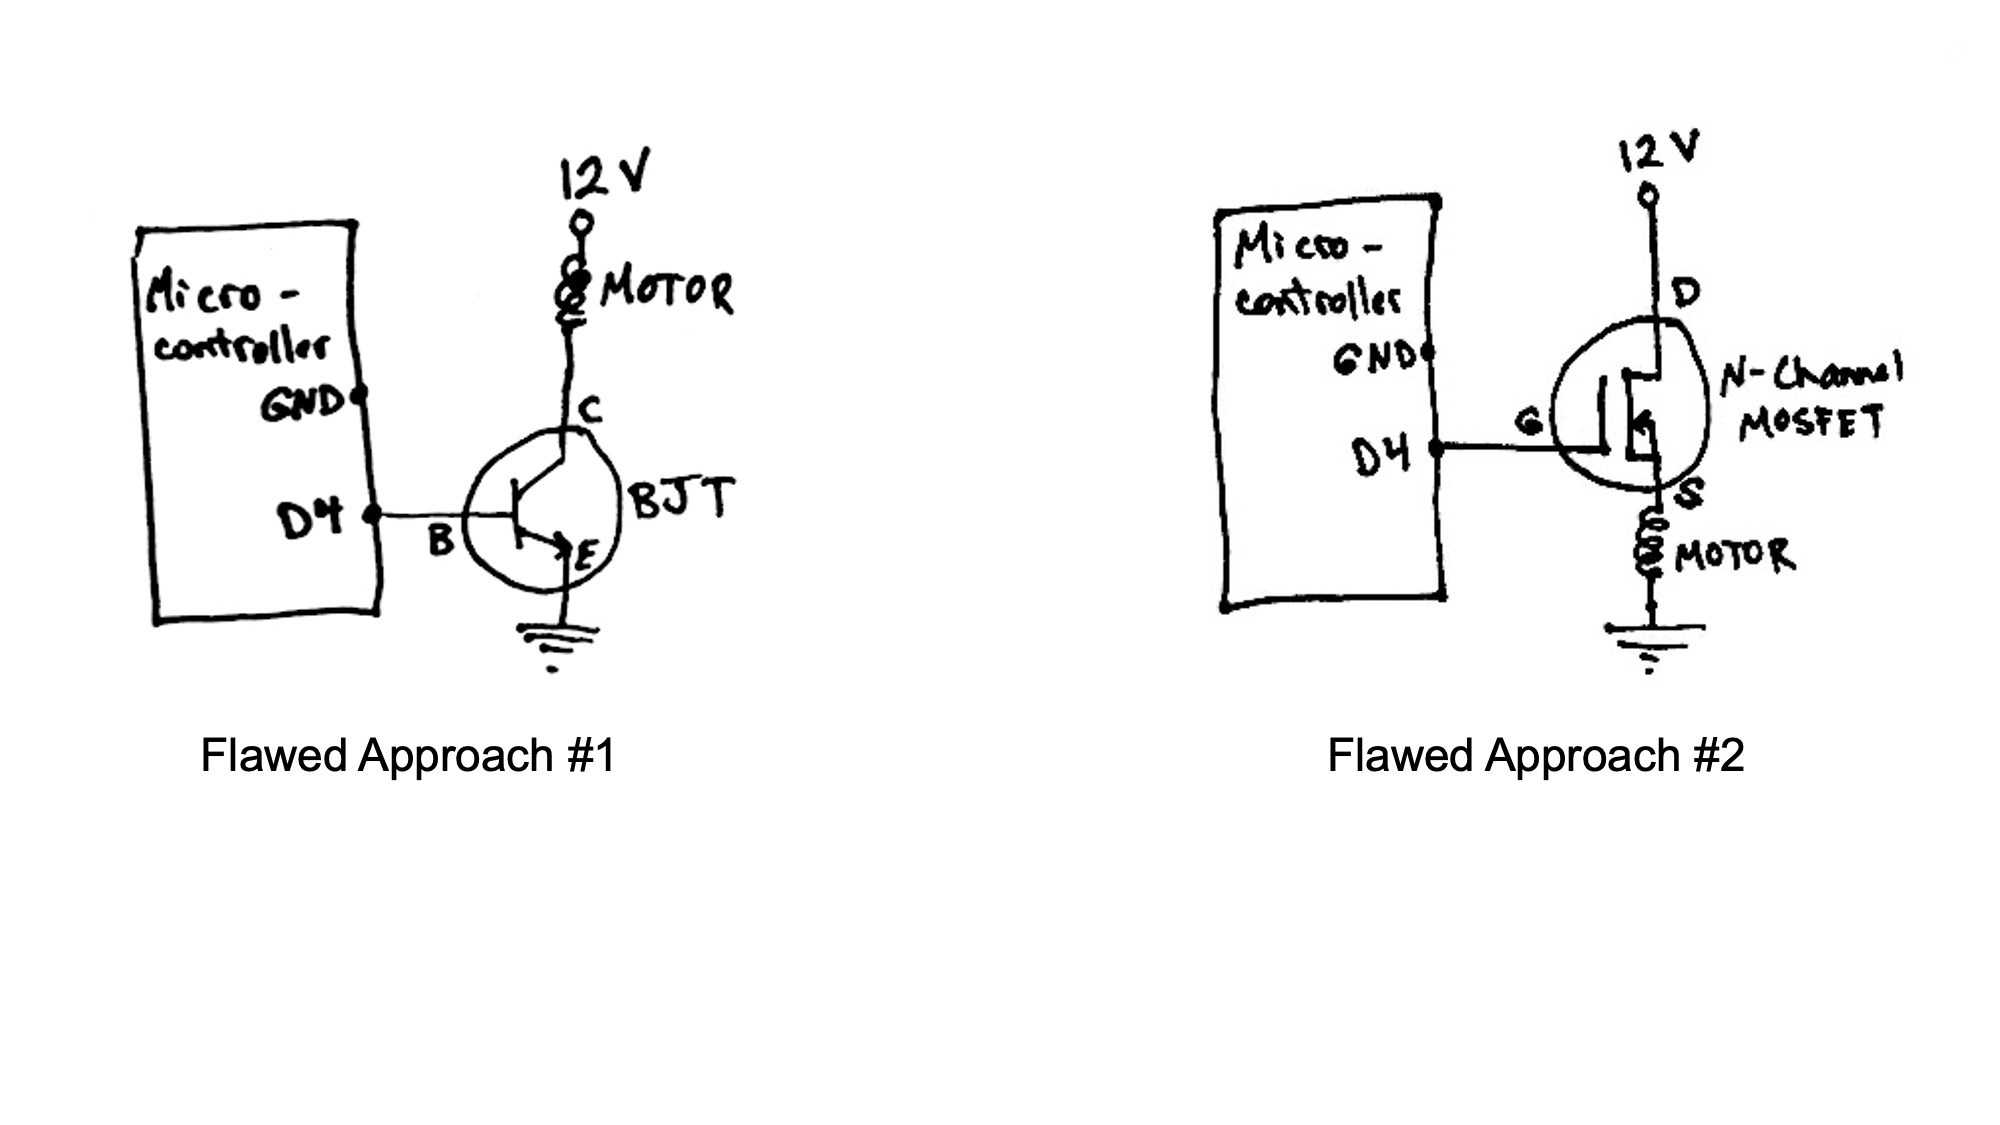 12 V
MOTOR
Micro-
controller
GND
C
D4
B
E
BJT
Flawed Approach #1
12 V
D
Micro-
controller
GND
G
D4
N-Channel
MOSFET
S
MOTOR
Flawed Approach #2